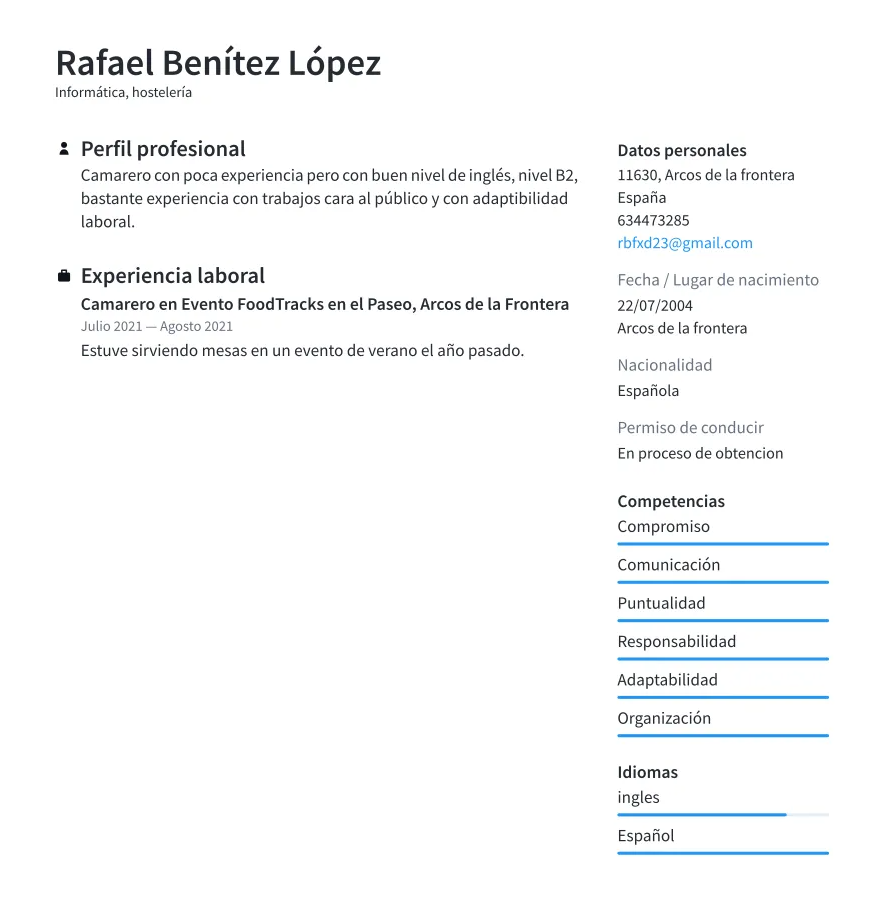 Rafael Benítez López
Informática, hostelería
Perfil profesional
Camarero con poca experiencia pero con buen nivel de inglés, nivel B2,
bastante experiencia con trabajos cara al público y con adaptibilidad
laboral.
Experiencia laboral
Camarero en Evento FoodTracks en el Paseo, Arcos de la Frontera
Julio 2021 — Agosto 2021
Estuve sirviendo mesas en un evento de verano el año pasado.
Datos personales
11630, Arcos de la frontera
España
634473285
rbfxd23@gmail.com
Fecha / Lugar de nacimiento
22/07/2004
Arcos de la frontera
Nacionalidad
Española
Permiso de conducir
En proceso de obtencion
Competencias
Compromiso
Comunicación
Puntualidad
Responsabilidad
Adaptabilidad
Organización
Idiomas
ingles
Español